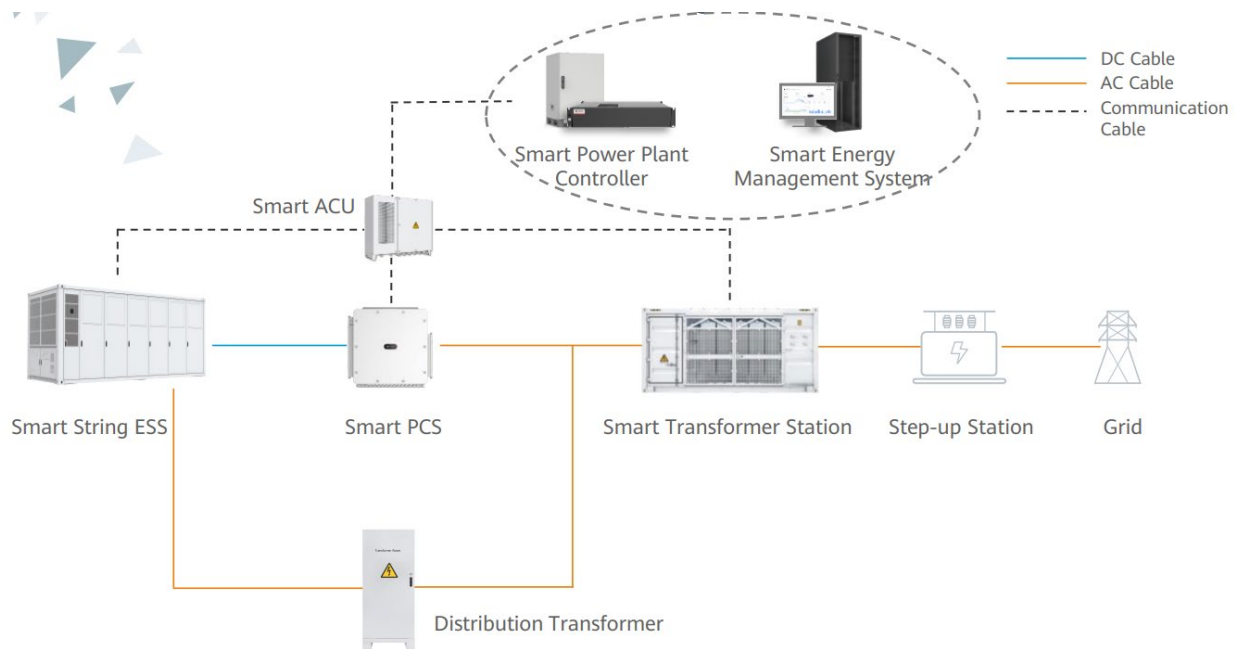 DC Cable
AC Cable
Communication
Cable
Smart Power Plant
Controller
Smart Energy
Management System
Smart ACU
Smart String ESS
Smart PCS
Smart Transformer Station
Step-up Station
Grid
Distribution Transformer